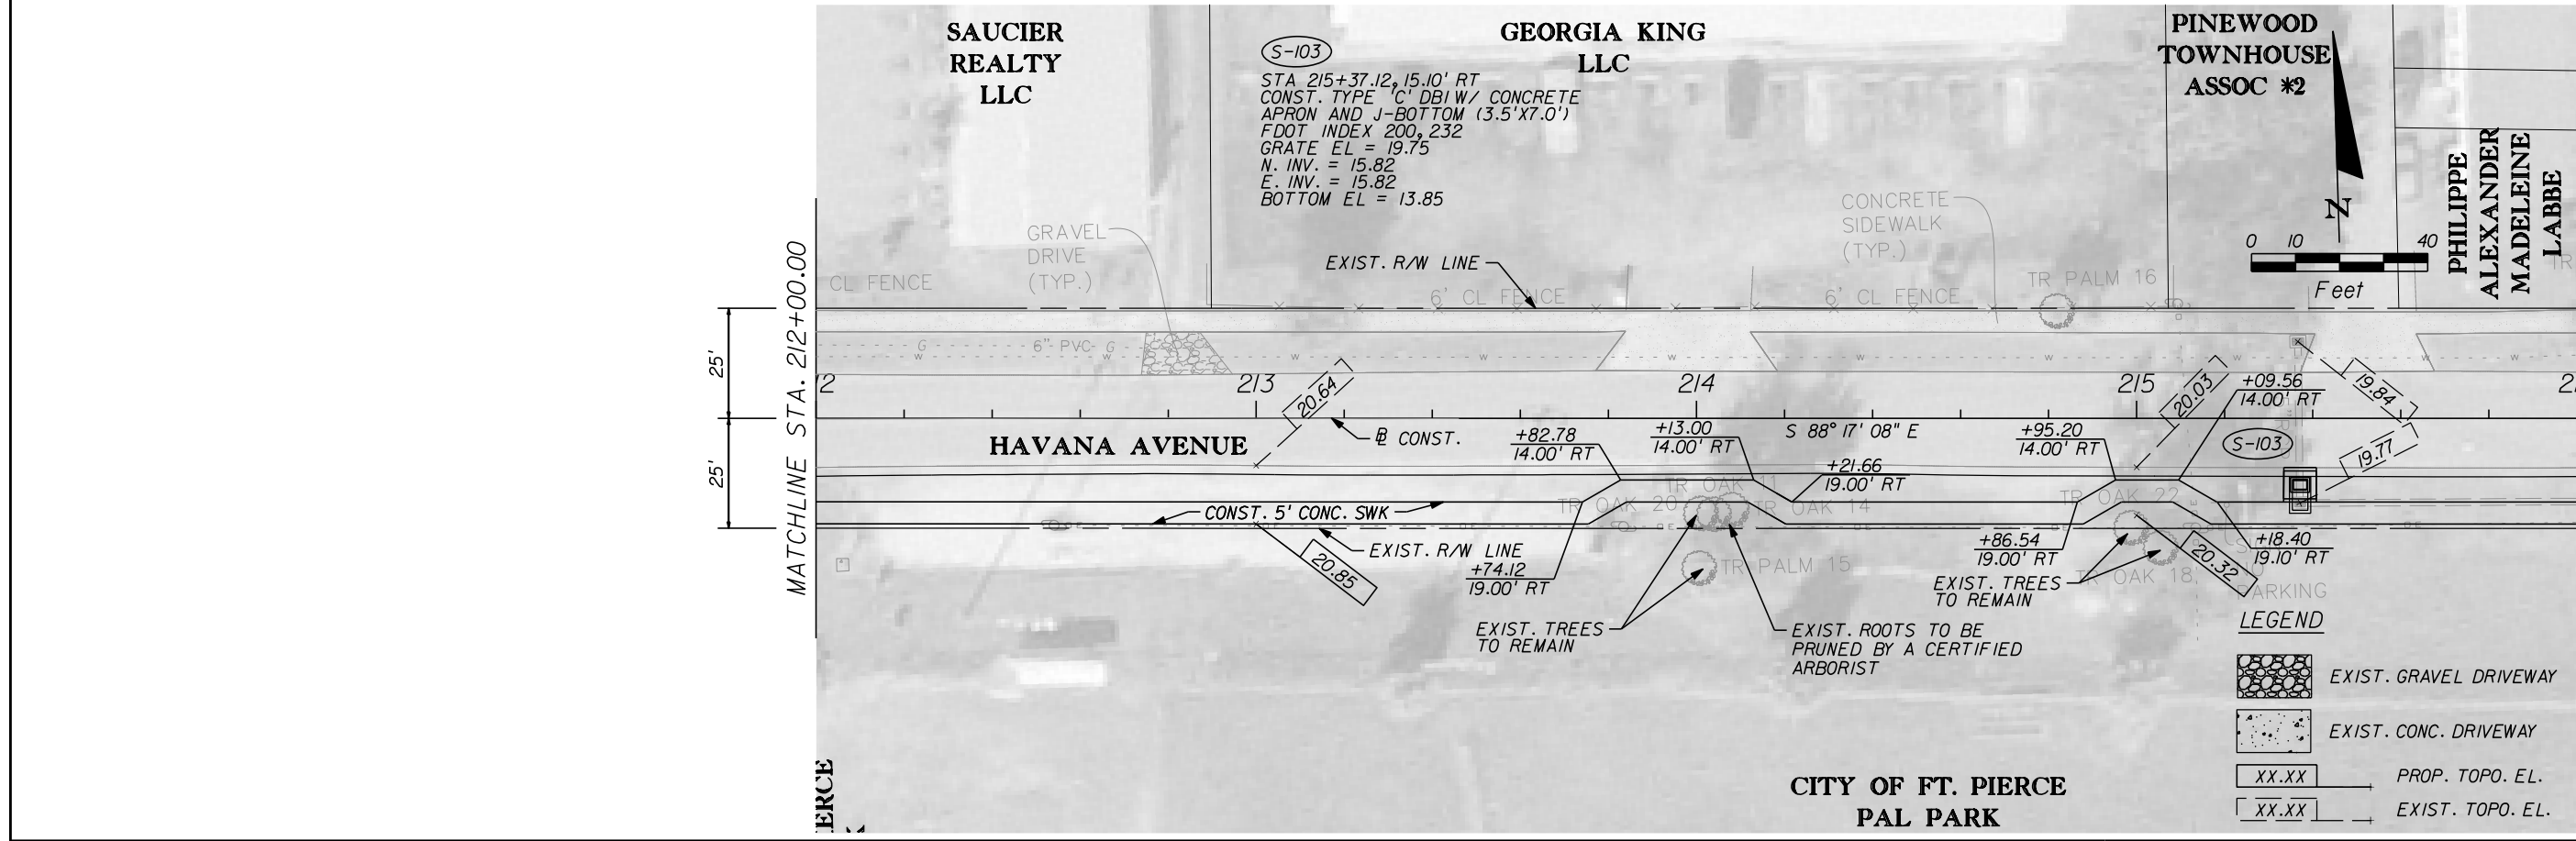 SAUCIER
REALTY
LLC
S-103
STA 215+37.12, 15.10' RT
CONST. TYPE 'C' DBI W/ CONCRETE
APRON AND J-BOTTOM (3.5'X7.0')
FDOT INDEX 200, 232
GRATE EL = 19.75
N. INV. = 15.82
E. INV. = 15.82
BOTTOM EL = 13.85
GEORGIA KING
LLC
PINEWOOD
TOWNHOUSE
ASSOC *2
PHILIPPE
ALEXANDER
MADELEINE
LABBE
N
0 10 40
Feet
GRAVEL
DRIVE
(TYP.)
CONCRETE
SIDEWALK
(TYP.)
EXIST. R/W LINE
CL FENCE
6' CL FENCE
6' CL FENCE
TR PALM 16
TR
MATCHLINE STA. 212+00.00
25'
25'
G 6" PVC G
W W W W W W W W W
12
213
214
215
20.64
20.03
19.84
19.77
+09.56
14.00' RT
HAVANA AVENUE
℄ CONST.
+82.78
14.00' RT
+13.00
14.00' RT
S 88° 17' 08" E
+95.20
14.00' RT
S-103
+21.66
19.00' RT
TR OAK 11
TR OAK 20
TR OAK 14
TR OAK 22
CONST. 5' CONC. SWK
EXIST. R/W LINE
20.85
+74.12
19.00' RT
TR PALM 15
+86.54
19.00' RT
+18.40
19.10' RT
20.32
TR OAK 18
NO
PARKING
EXIST. TREES
TO REMAIN
EXIST. TREES
TO REMAIN
EXIST. ROOTS TO BE
PRUNED BY A CERTIFIED
ARBORIST
LEGEND
EXIST. GRAVEL DRIVEWAY
EXIST. CONC. DRIVEWAY
XX.XX PROP. TOPO. EL.
XX.XX EXIST. TOPO. EL.
CITY OF FT. PIERCE
PAL PARK
IERCE